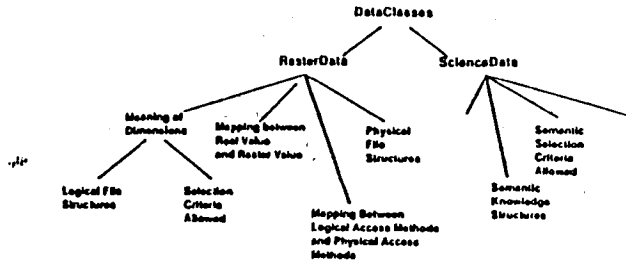 DataClasses
RasterData
ScienceData
Meaning of
Dimensions
Mapping between
Real Value
and Raster Value
Physical
File
Structures
Semantic
Selection
Criteria
Allowed
Logical File
Structures
Selection
Criteria
Allowed
Mapping Between
Logical Access Methods
and Physical Access
Methods
Semantic
Knowledge
Structures